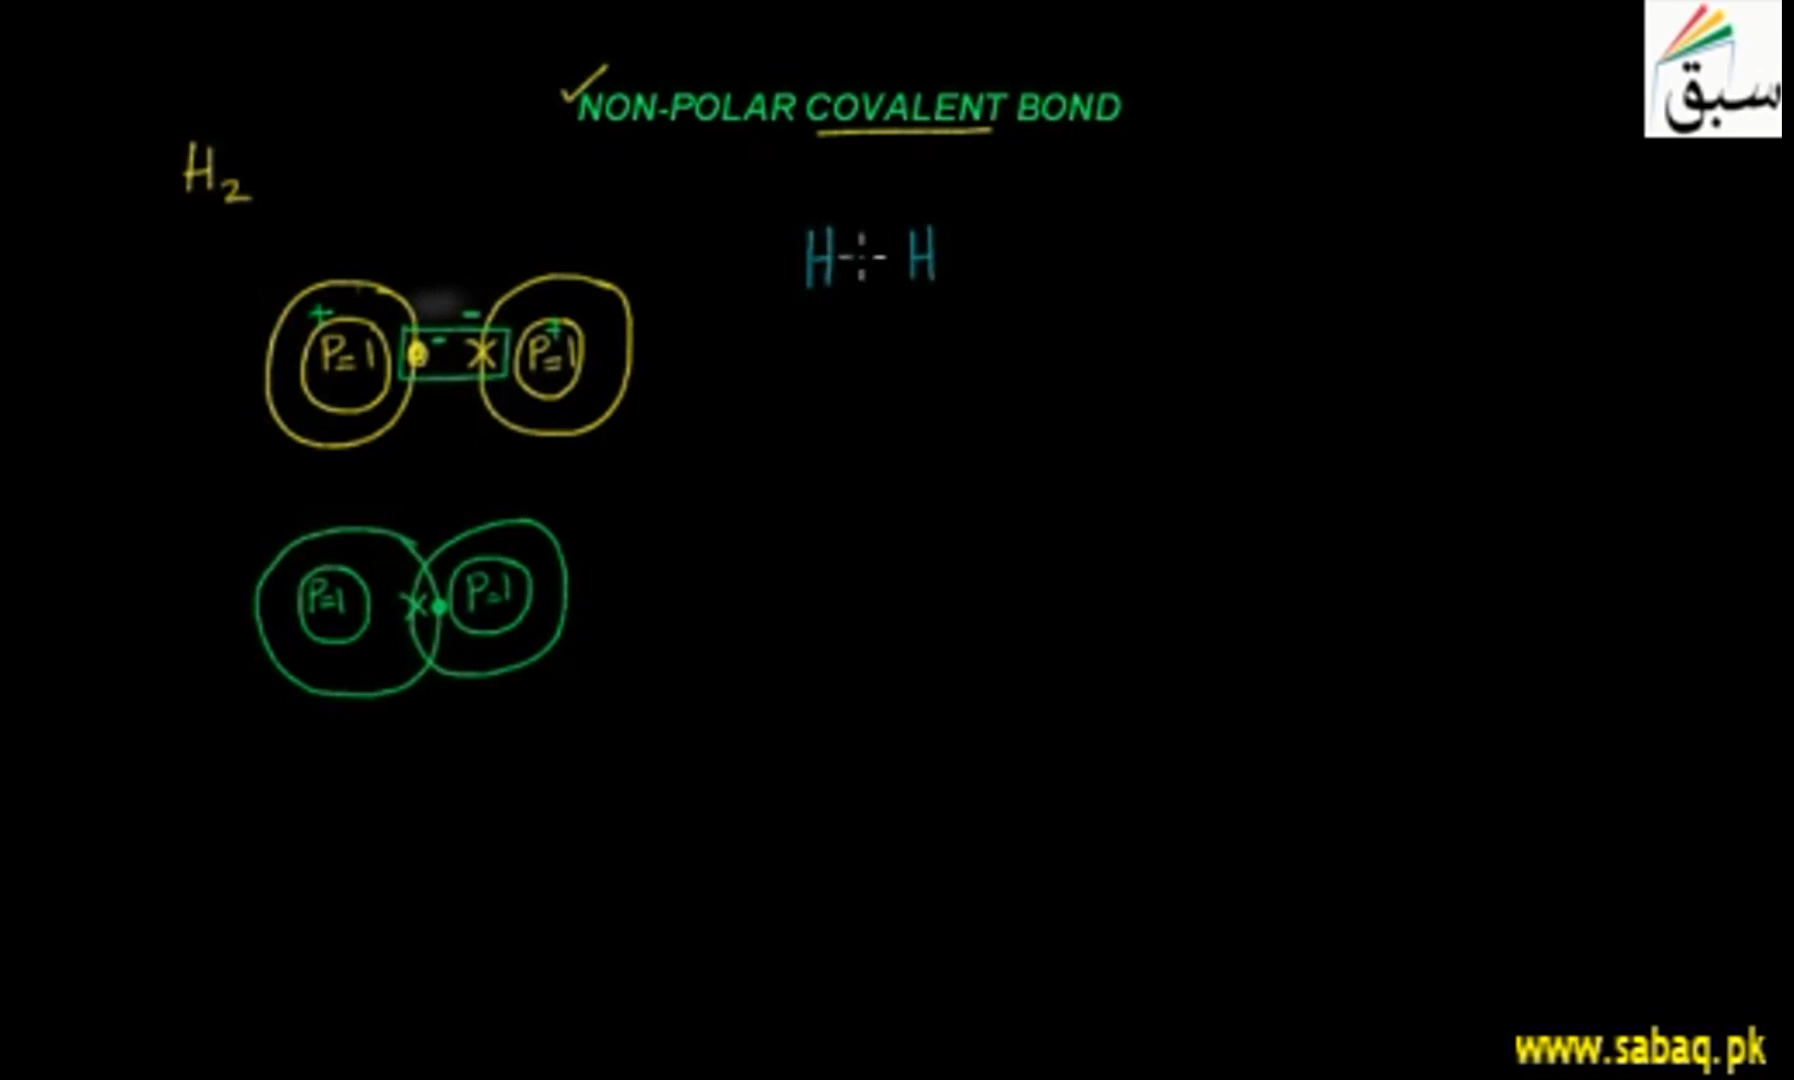 سبق
NON-POLAR COVALENT BOND
H2
H H
+ - +
P=1 - P=1
P=1 P=1
www.sabaq.pk